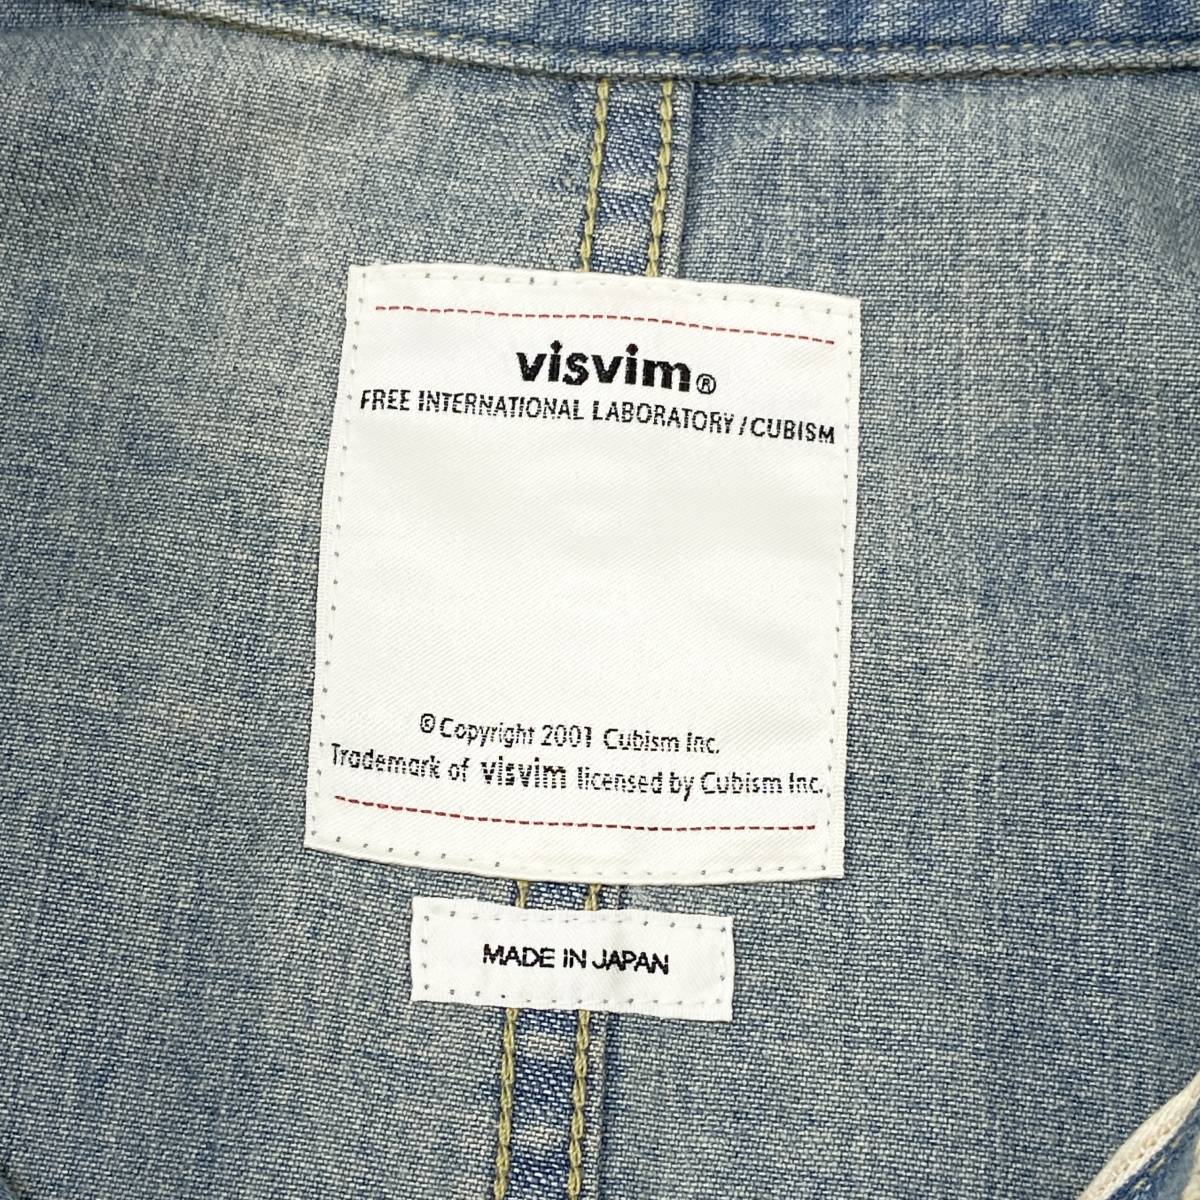 visvim®
FREE INTERNATIONAL LABORATORY / CUBISM
© Copyright 2001 Cubism Inc.
Trademark of visvim licensed by Cubism Inc.
MADE IN JAPAN